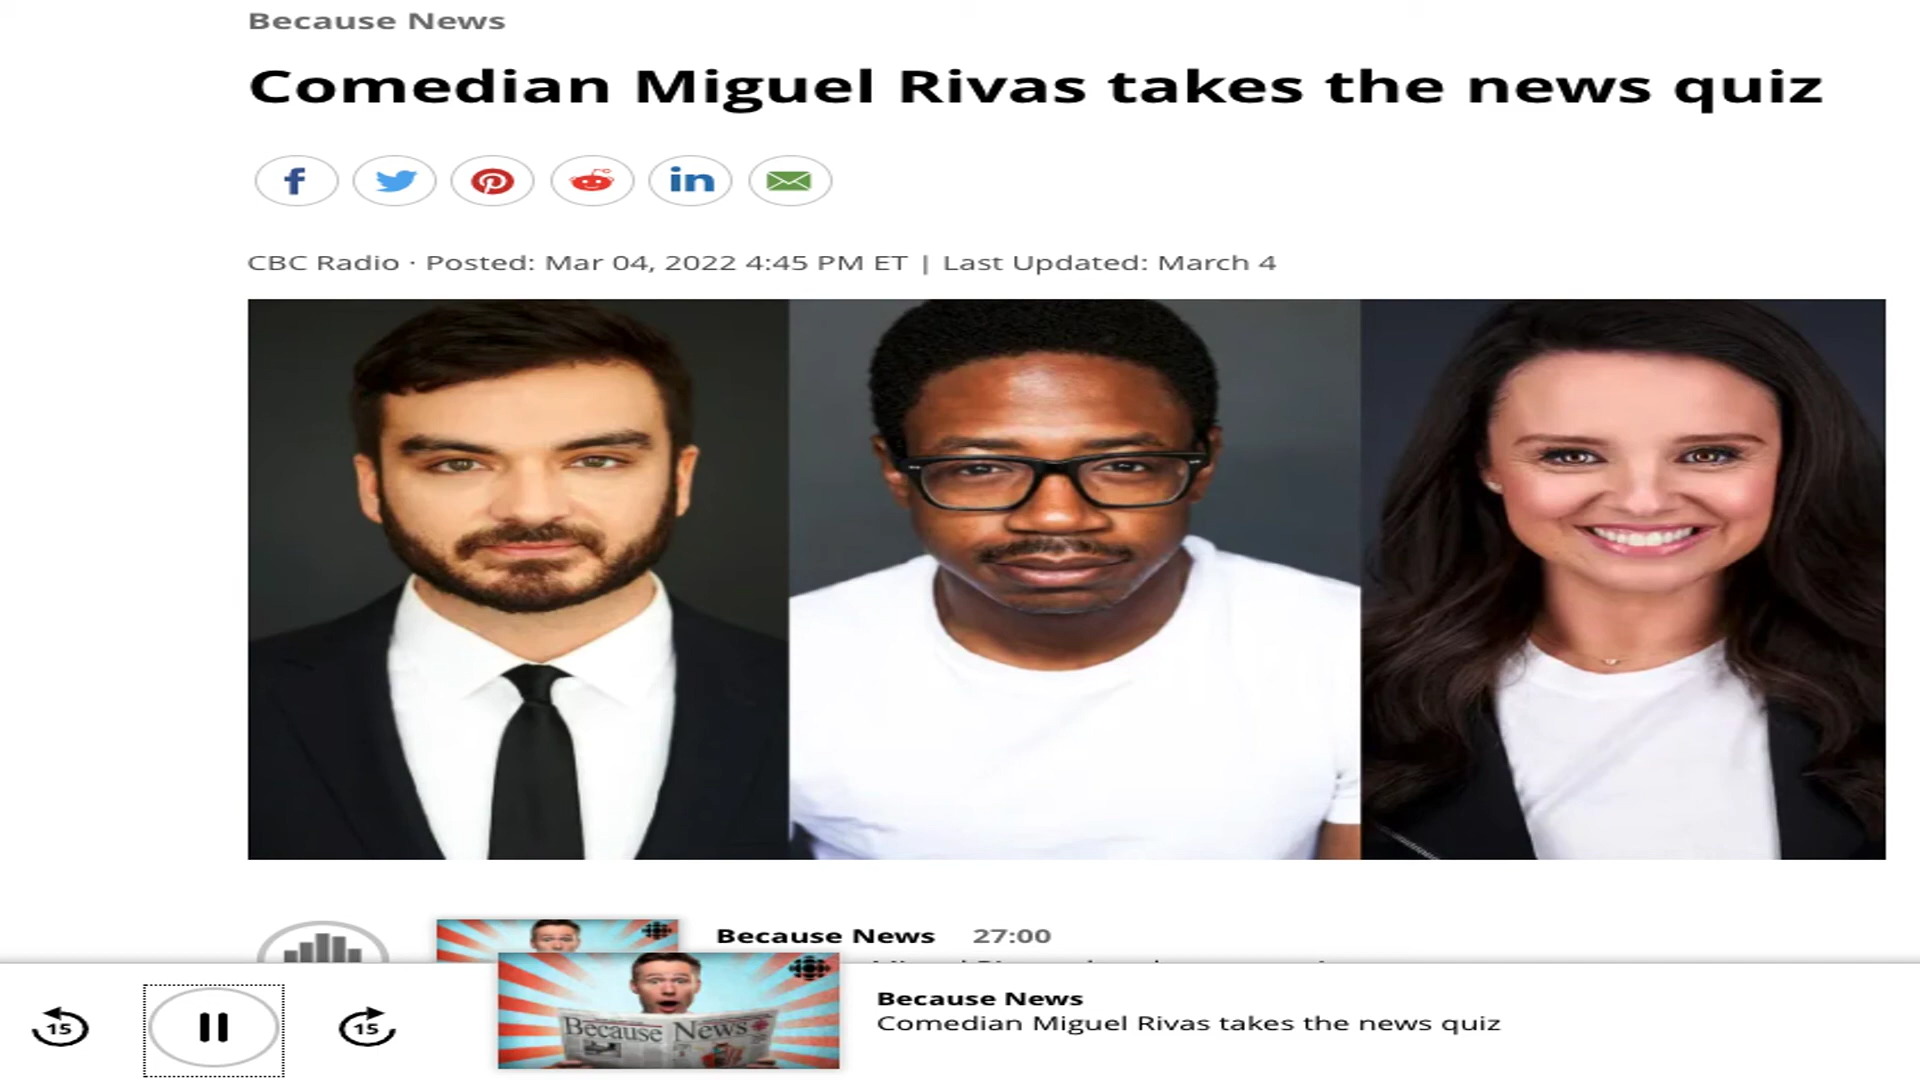 Because News
Comedian Miguel Rivas takes the news quiz
f
in
CBC Radio · Posted: Mar 04, 2022 4:45 PM ET | Last Updated: March 4
Because News 27:00
15
15
Because News
Because News
Comedian Miguel Rivas takes the news quiz